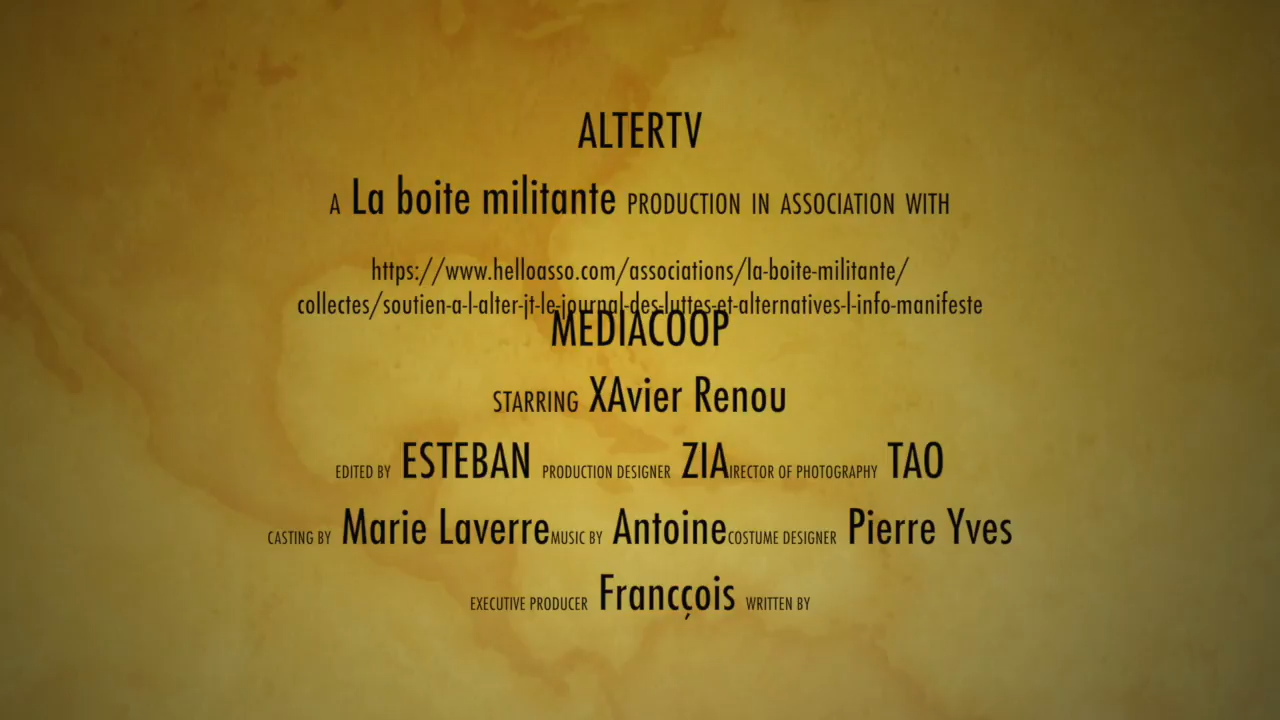 ALTERTV
A La boite militante PRODUCTION IN ASSOCIATION WITH
https://www.helloasso.com/associations/la-boite-militante/
collectes/soutien-a-l-alter-jt-le-journal-des-luttes-et-alternatives-l-info-manifeste
MEDIACOOP
STARRING XAvier Renou
EDITED BY ESTEBAN PRODUCTION DESIGNER ZIAIRECTOR OF PHOTOGRAPHY TAO
CASTING BY Marie LaverreMUSIC BY AntoineCOSTUME DESIGNER Pierre Yves
EXECUTIVE PRODUCER Francçois WRITTEN BY